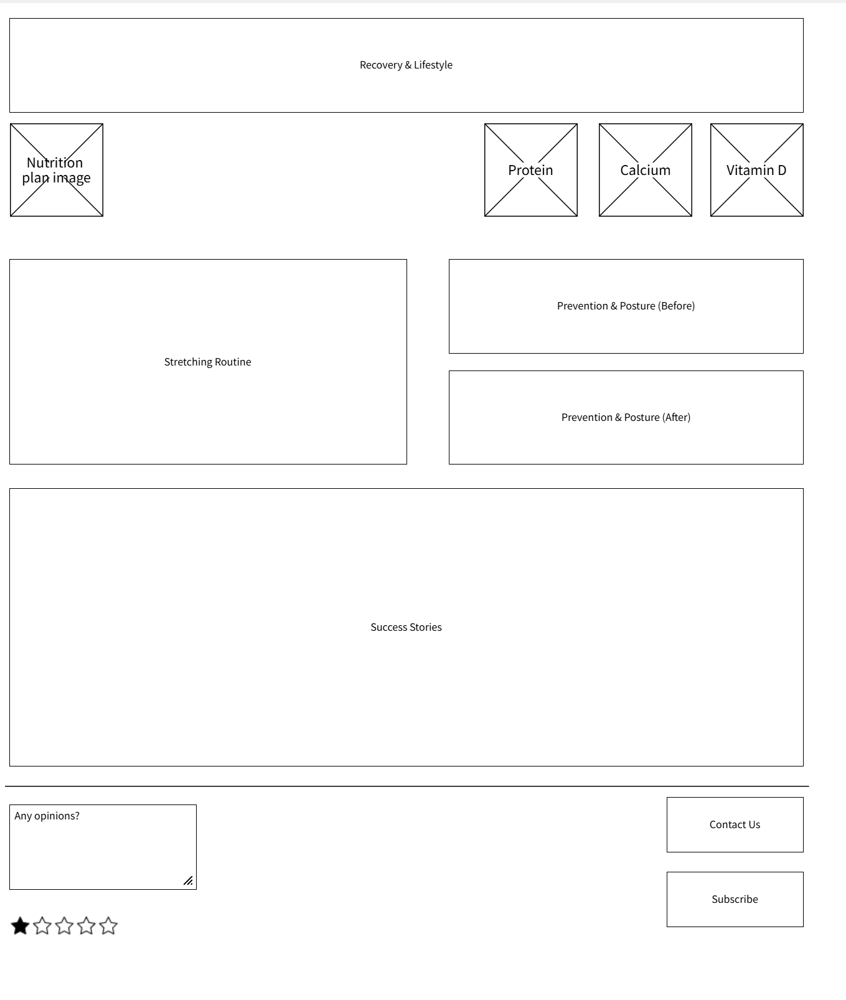 Recovery & Lifestyle
Nutrition
plan image
Protein
Calcium
Vitamin D
Stretching Routine
Prevention & Posture (Before)
Prevention & Posture (After)
Success Stories
Any opinions?
Contact Us
Subscribe